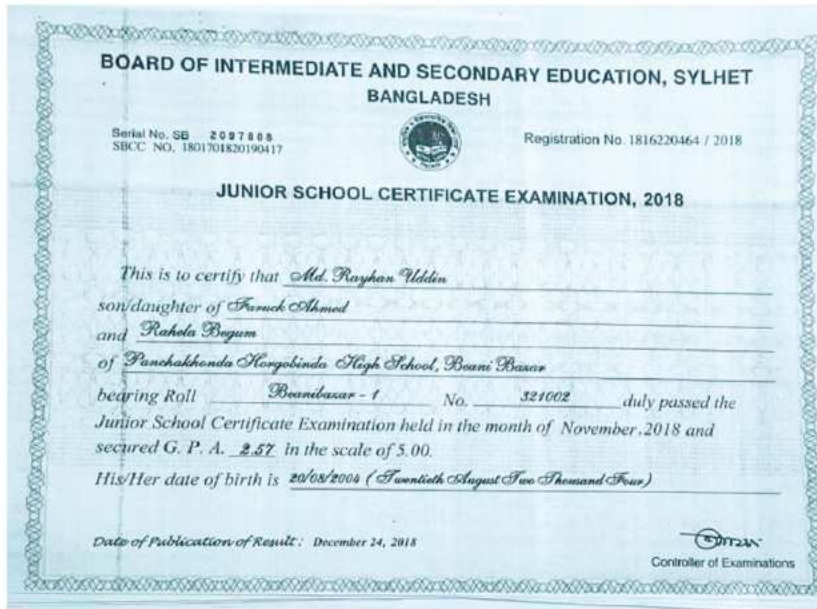 BOARD OF INTERMEDIATE AND SECONDARY EDUCATION, SYLHET
BANGLADESH
Serial No. SB 2097808
SBCC NO. 1801701820190417
Registration No. 1816220464 / 2018
JUNIOR SCHOOL CERTIFICATE EXAMINATION, 2018
This is to certify that Md. Rayhan Uddin
son/daughter of Faruck Ahmed
and Rahela Begum
of Panchakhonda Horgobinda High School, Beani Bazar
bearing Roll Beanibazar - 1 No. 321002 duly passed the
Junior School Certificate Examination held in the month of November,2018 and
secured G. P. A. 2.57 in the scale of 5.00.
His/Her date of birth is 20/08/2004 ( Twentieth August Two Thousand Four)
Date of Publication of Result : December 24, 2018
Controller of Examinations